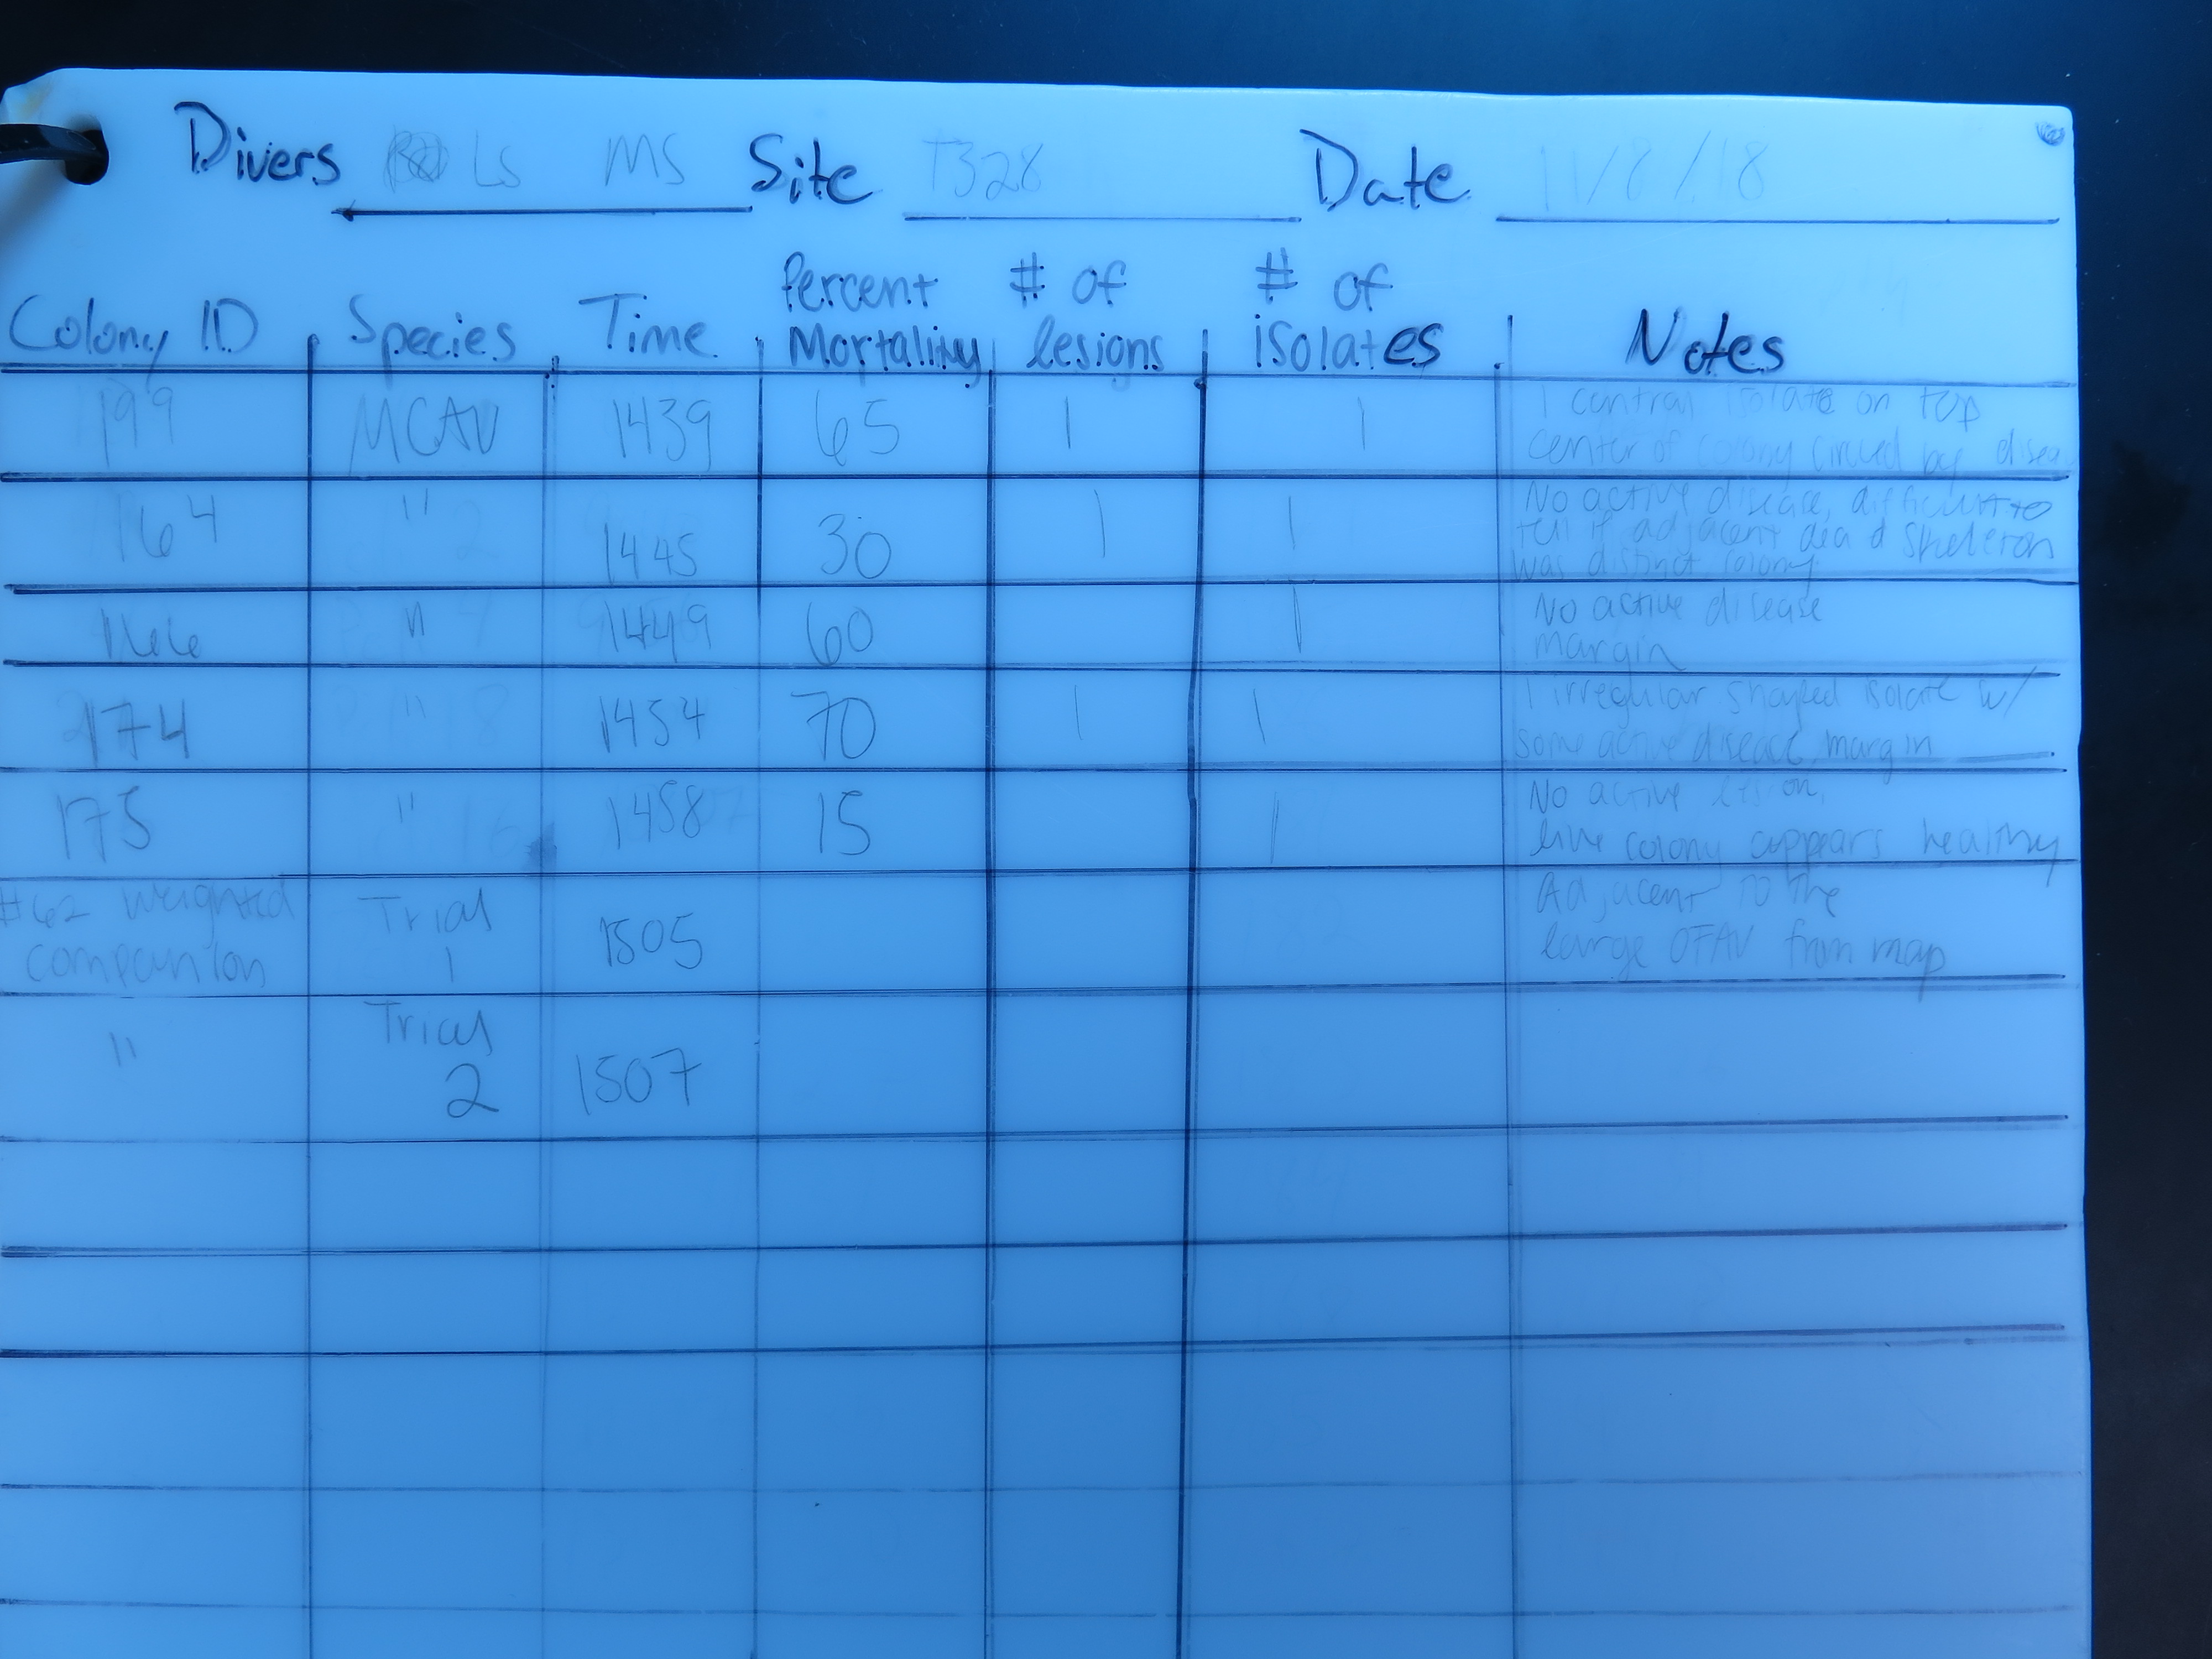 Divers LS MS Site T328 Date 11/8/18
Colony ID Species Time Percent Mortality # of lesions # of isolates Notes
199 MCAV 1439 65 1 1 1 central isolate on top
center of colony circled by disea
164 " 1445 30 1 1 No active disease, difficult to
tell if adjacent dead skeleton
was distinct colony
166 " 1449 60 1 No active disease
margin
174 " 1454 70 1 1 1 irregular shaped isolate w/
some active disease margin
175 " 1458 15 1 No active lesion,
live colony appears healthy
#62 weighted Trial 1505 Adjacent to the
companion 1 large OFAV from map
" Trial 1507
2